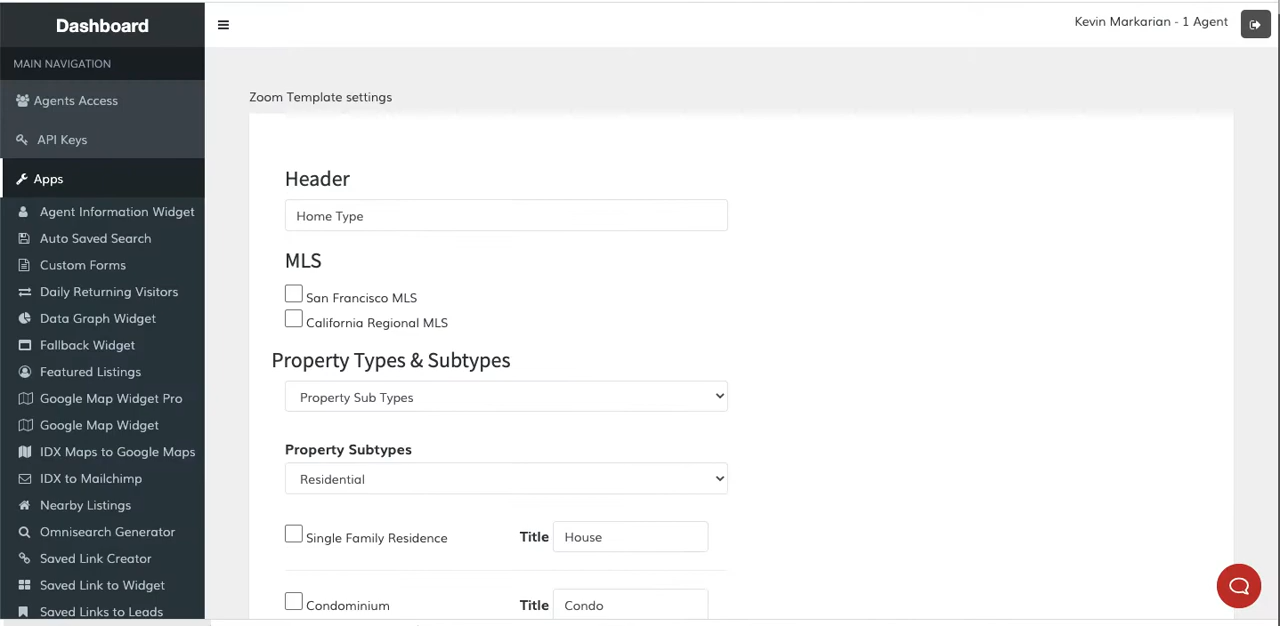 Dashboard
Kevin Markarian - 1 Agent
MAIN NAVIGATION
Agents Access
API Keys
Apps
Agent Information Widget
Auto Saved Search
Custom Forms
Daily Returning Visitors
Data Graph Widget
Fallback Widget
Featured Listings
Google Map Widget Pro
Google Map Widget
IDX Maps to Google Maps
IDX to Mailchimp
Nearby Listings
Omnisearch Generator
Saved Link Creator
Saved Link to Widget
Saved Links to Leads
Zoom Template settings
Header
Home Type
MLS
San Francisco MLS
California Regional MLS
Property Types & Subtypes
Property Sub Types
Property Subtypes
Residential
Single Family Residence Title House
Condominium Title Condo